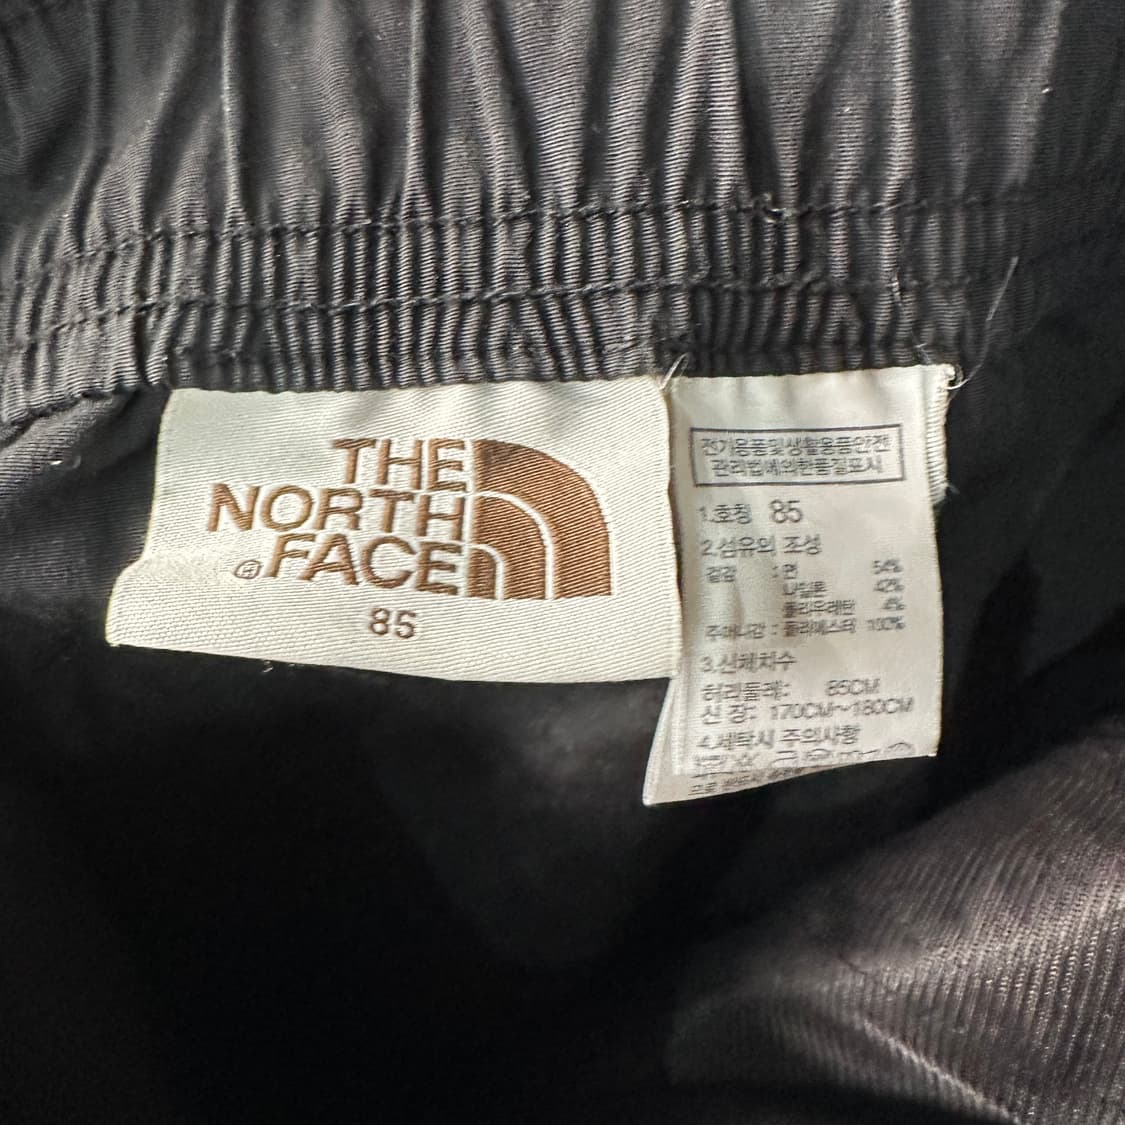 THE
NORTH
FACE
®
85
전기용품및생활용품안전
관리법에의한품질표시
1.호칭 85
2.섬유의 조성
겉감 : 면 54%
나일론 42%
폴리우레탄 4%
주머니감 : 폴리에스터 100%
3.신체치수
허리둘레: 85CM
신 장: 170CM~180CM
4.세탁시 주의사항